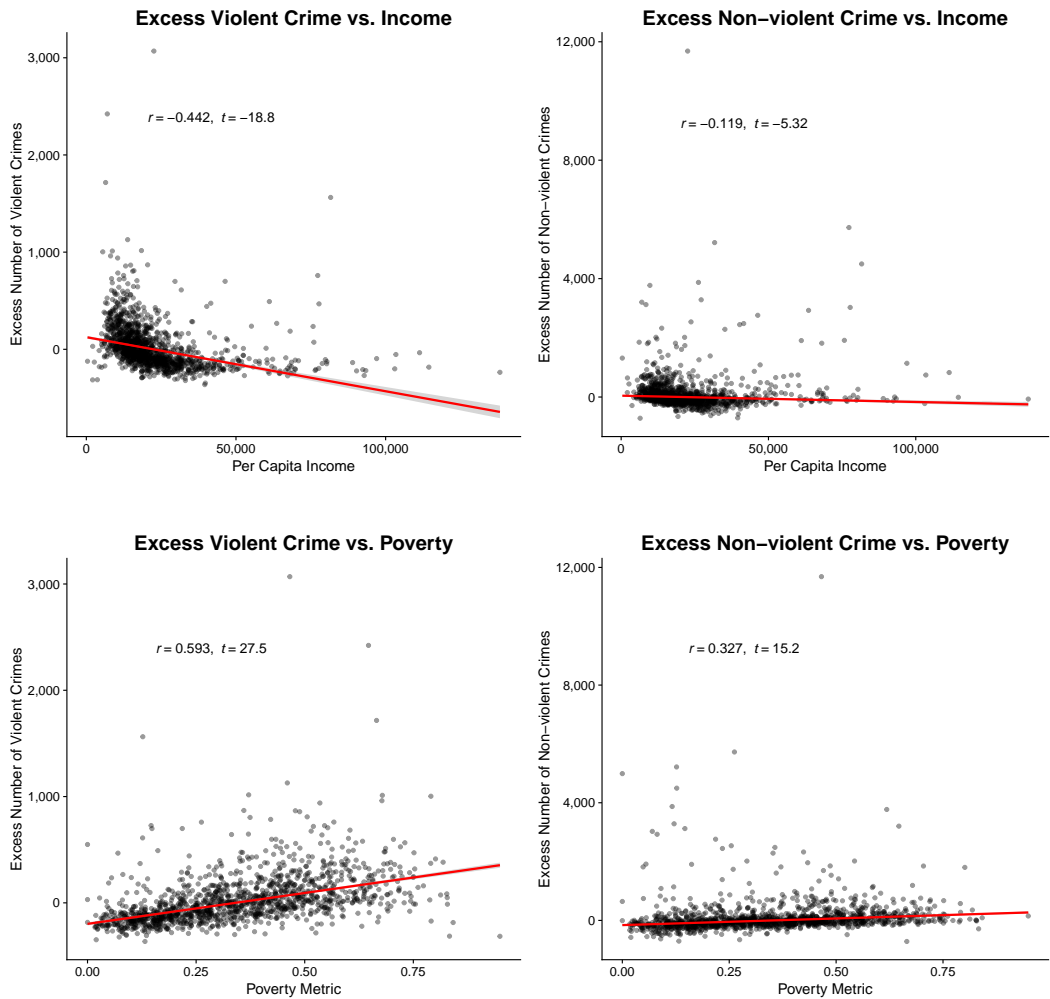 Excess Violent Crime vs. Income
Excess Number of Violent Crimes
3,000
2,000
1,000
0
r = −0.442, t = −18.8
0
50,000
100,000
Per Capita Income
Excess Non−violent Crime vs. Income
Excess Number of Non−violent Crimes
12,000
8,000
4,000
0
r = −0.119, t = −5.32
0
50,000
100,000
Per Capita Income
Excess Violent Crime vs. Poverty
Excess Number of Violent Crimes
3,000
2,000
1,000
0
r = 0.593, t = 27.5
0.00
0.25
0.50
0.75
Poverty Metric
Excess Non−violent Crime vs. Poverty
Excess Number of Non−violent Crimes
12,000
8,000
4,000
0
r = 0.327, t = 15.2
0.00
0.25
0.50
0.75
Poverty Metric